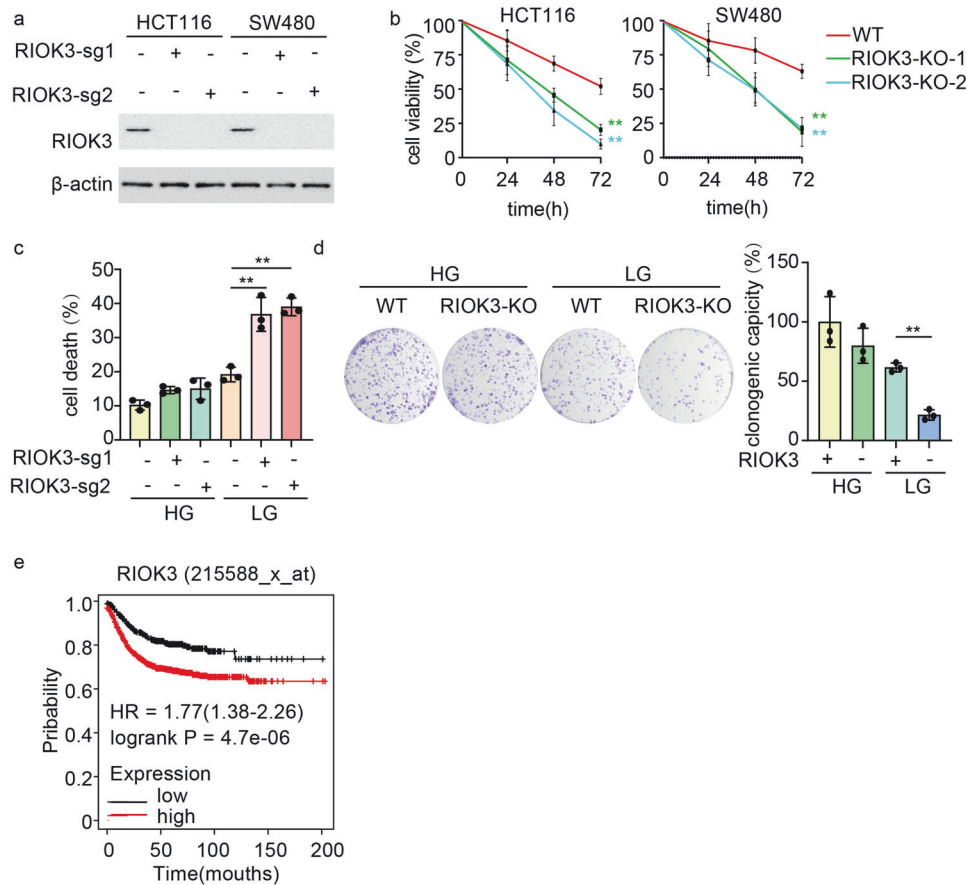 a
HCT116 SW480
RIOK3-sg1 - + - - + -
RIOK3-sg2 - - + - - +
RIOK3
β-actin
b
HCT116
cell viability (%)
100
75
50
25
0
0 24 48 72
time(h)
**
**
SW480
100
75
50
25
0
0 24 48 72
time(h)
**
**
WT
RIOK3-KO-1
RIOK3-KO-2
c
cell death (%)
50
40
30
20
10
0
**
**
RIOK3-sg1 - + - - + -
RIOK3-sg2 - - + - - +
HG LG
d
HG LG
WT RIOK3-KO WT RIOK3-KO
clonogenic capicity (%)
150
100
50
0
**
RIOK3 + - + -
HG LG
e
RIOK3 (215588_x_at)
Pribability
1.0
0.8
0.6
0.4
0.2
0
HR = 1.77(1.38-2.26)
logrank P = 4.7e-06
Expression
low
high
0 50 100 150 200
Time(mouths)